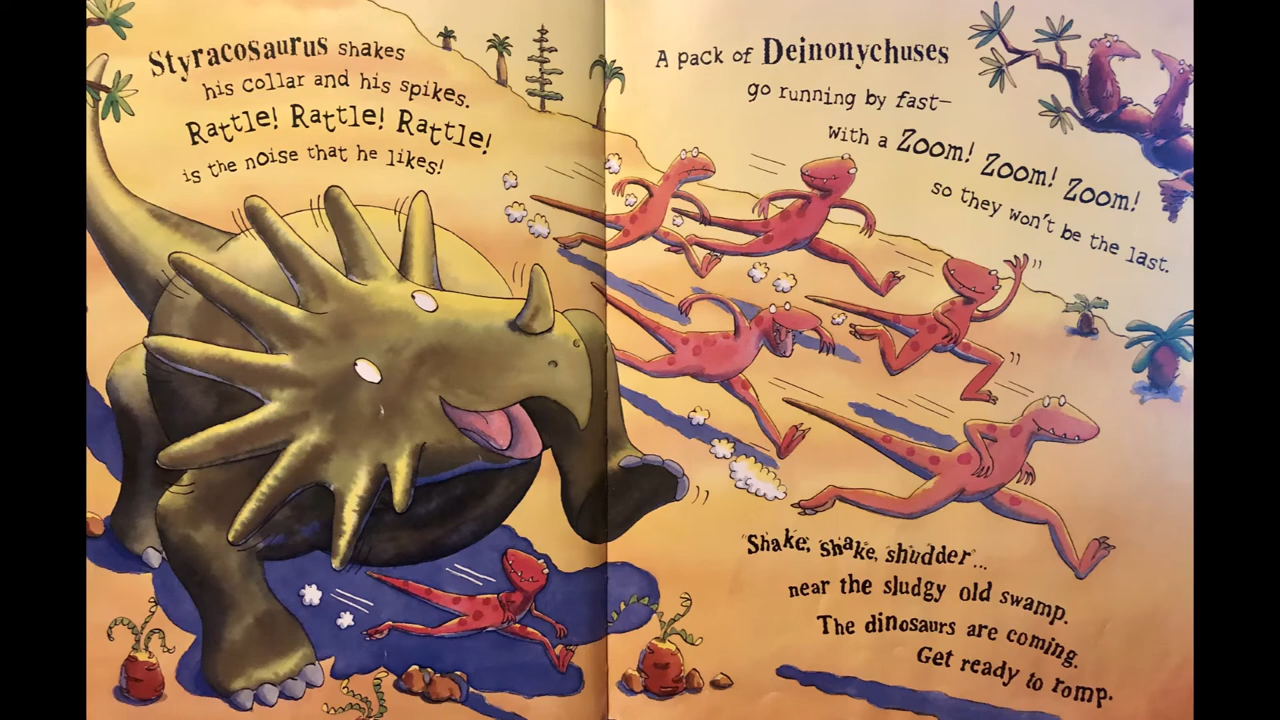 Styracosaurus shakes
his collar and his spikes.
Rattle! Rattle! Rattle!
is the noise that he likes!
A pack of Deinonychuses
go running by fast—
with a Zoom! Zoom! Zoom!
so they won't be the last.
Shake, shake, shudder...
near the sludgy old swamp.
The dinosaurs are coming.
Get ready to romp.